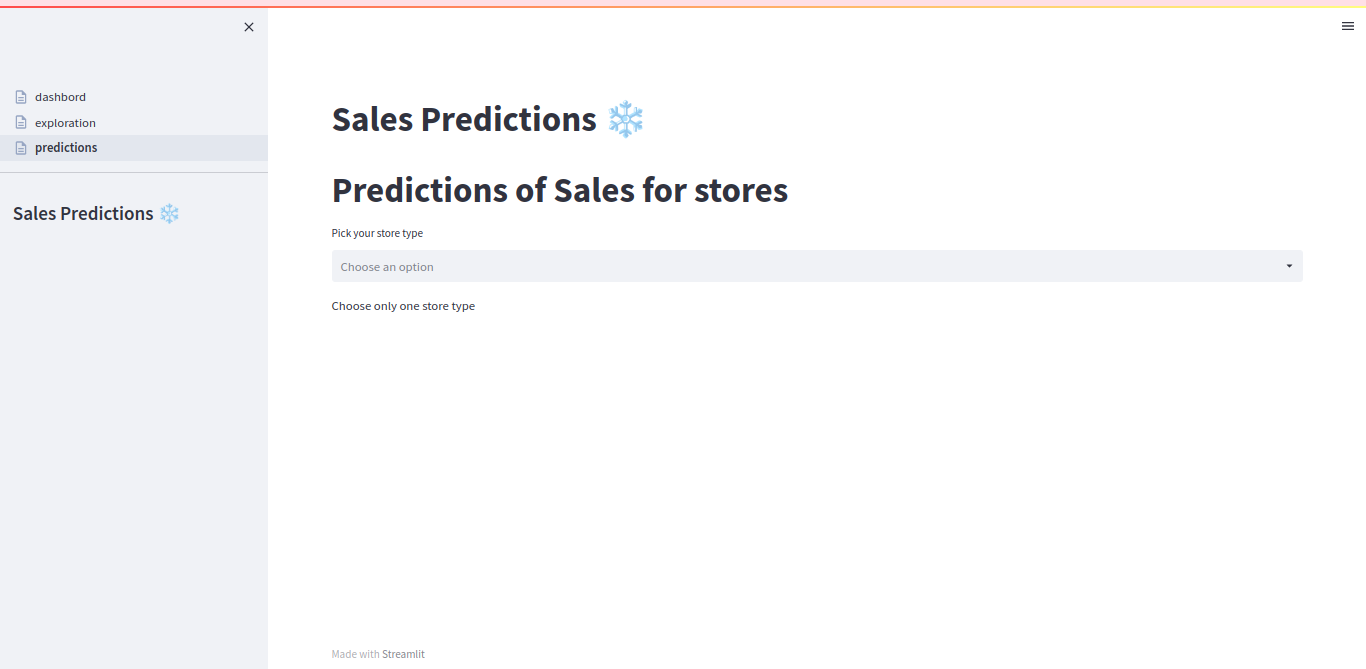 dashbord
exploration
predictions
Sales Predictions ❄️
Sales Predictions ❄️
Predictions of Sales for stores
Pick your store type
Choose an option
Choose only one store type
Made with Streamlit